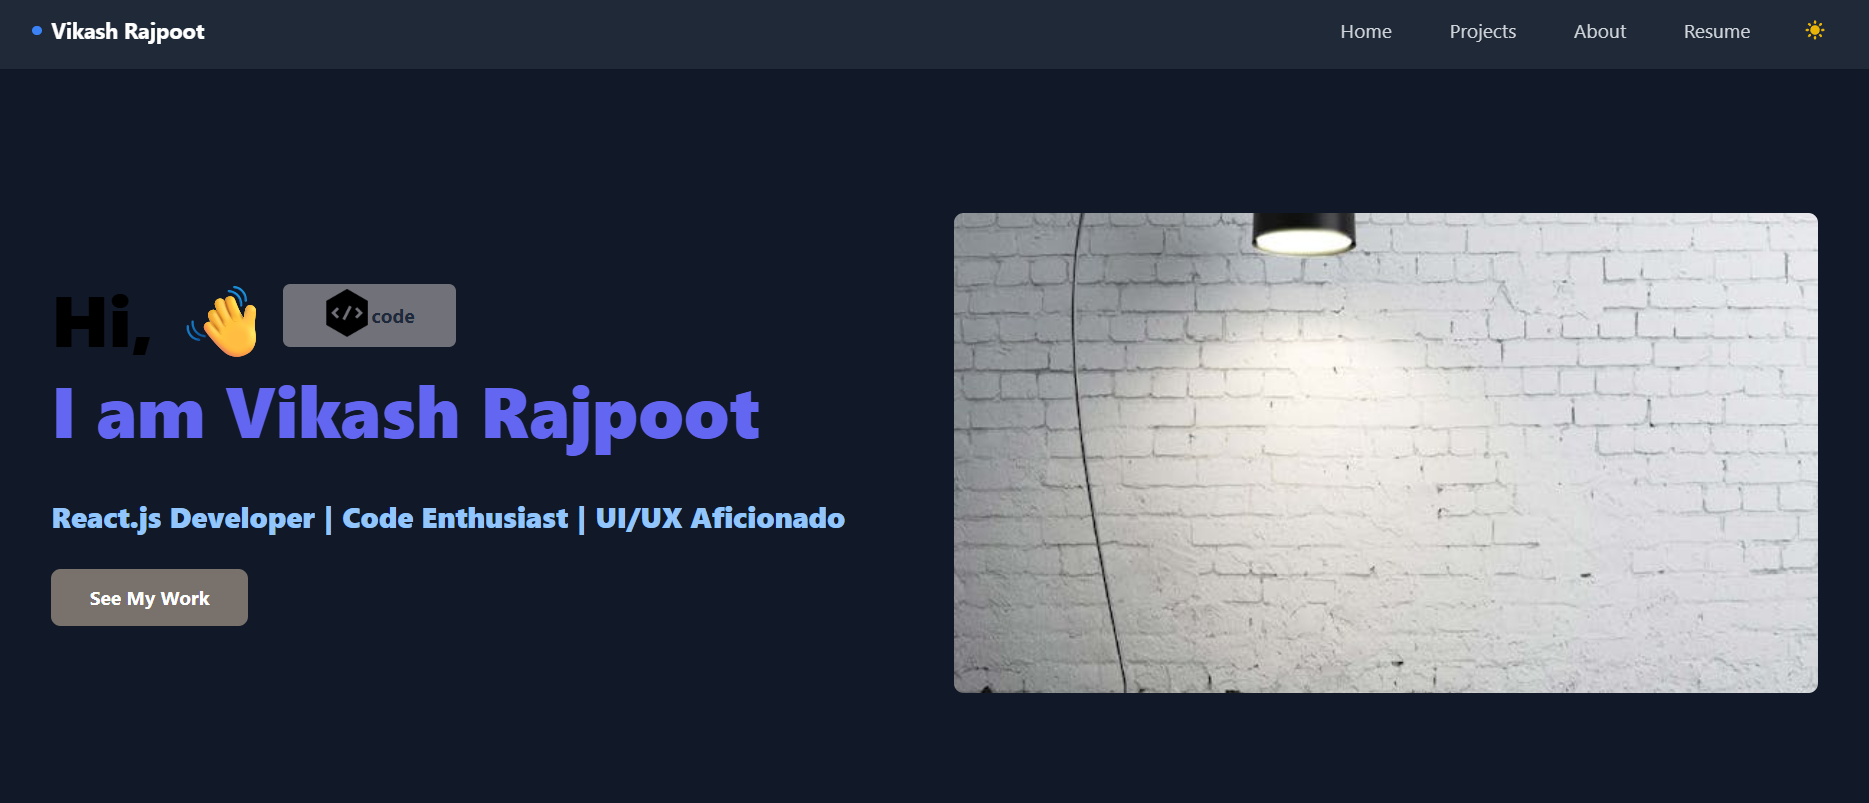 Vikash Rajpoot
Home Projects About Resume
Hi,
</> code
I am Vikash Rajpoot
React.js Developer | Code Enthusiast | UI/UX Aficionado
See My Work